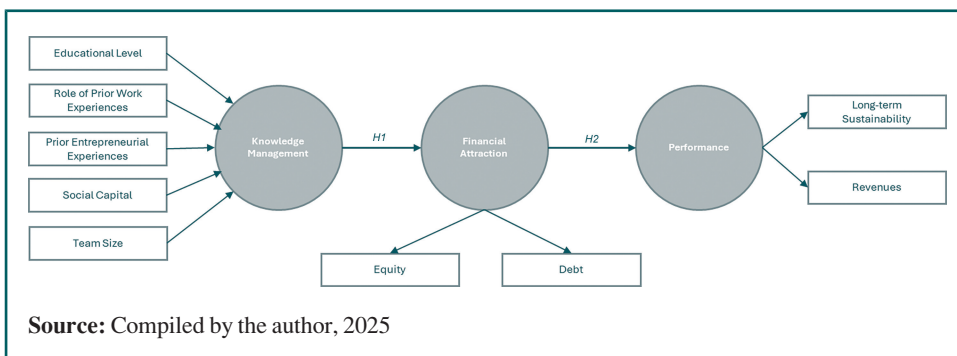 Educational Level
Role of Prior Work
Experiences
Prior Entrepreneurial
Experiences
Social Capital
Team Size
Knowledge
Management
H1
Financial
Attraction
H2
Performance
Long-term
Sustainability
Revenues
Equity
Debt
Source: Compiled by the author, 2025